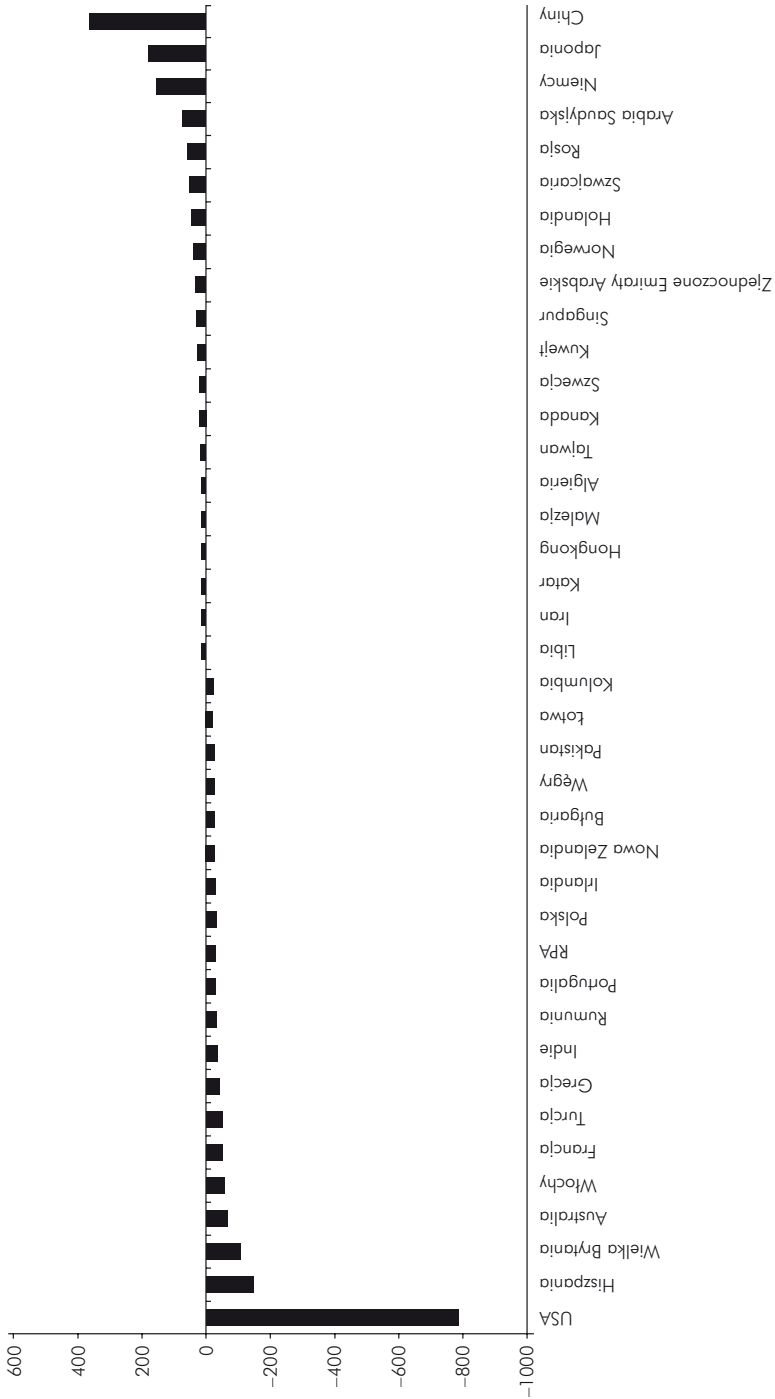 Chiny
Japonia
Niemcy
Arabia Saudyjska
Rosja
Szwajcaria
Holandia
Norwegia
Zjednoczone Emiraty Arabskie
Singapur
Kuwejt
Szwecja
Kanada
Tajwan
Algieria
Malezja
Hongkong
Katar
Iran
Libia
Kolumbia
Łotwa
Pakistan
Węgry
Bułgaria
Nowa Zelandia
Irlandia
Polska
RPA
Portugalia
Rumunia
Indie
Grecja
Turcja
Francja
Włochy
Australia
Wielka Brytania
Hiszpania
USA
600
400
200
0
–200
–400
–600
–800
–1000